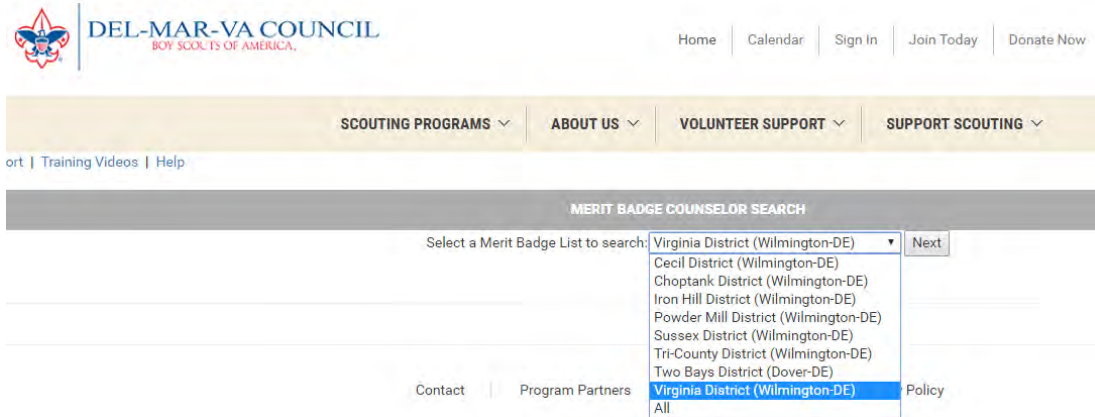 DEL-MAR-VA COUNCIL
BOY SCOUTS OF AMERICA.
Home Calendar Sign In Join Today Donate Now
SCOUTING PROGRAMS ABOUT US VOLUNTEER SUPPORT SUPPORT SCOUTING
ort | Training Videos | Help
MERIT BADGE COUNSELOR SEARCH
Select a Merit Badge List to search: Virginia District (Wilmington-DE) Next
Cecil District (Wilmington-DE)
Choptank District (Wilmington-DE)
Iron Hill District (Wilmington-DE)
Powder Mill District (Wilmington-DE)
Sussex District (Wilmington-DE)
Tri-County District (Wilmington-DE)
Two Bays District (Dover-DE)
Contact Program Partners Virginia District (Wilmington-DE) Policy
All